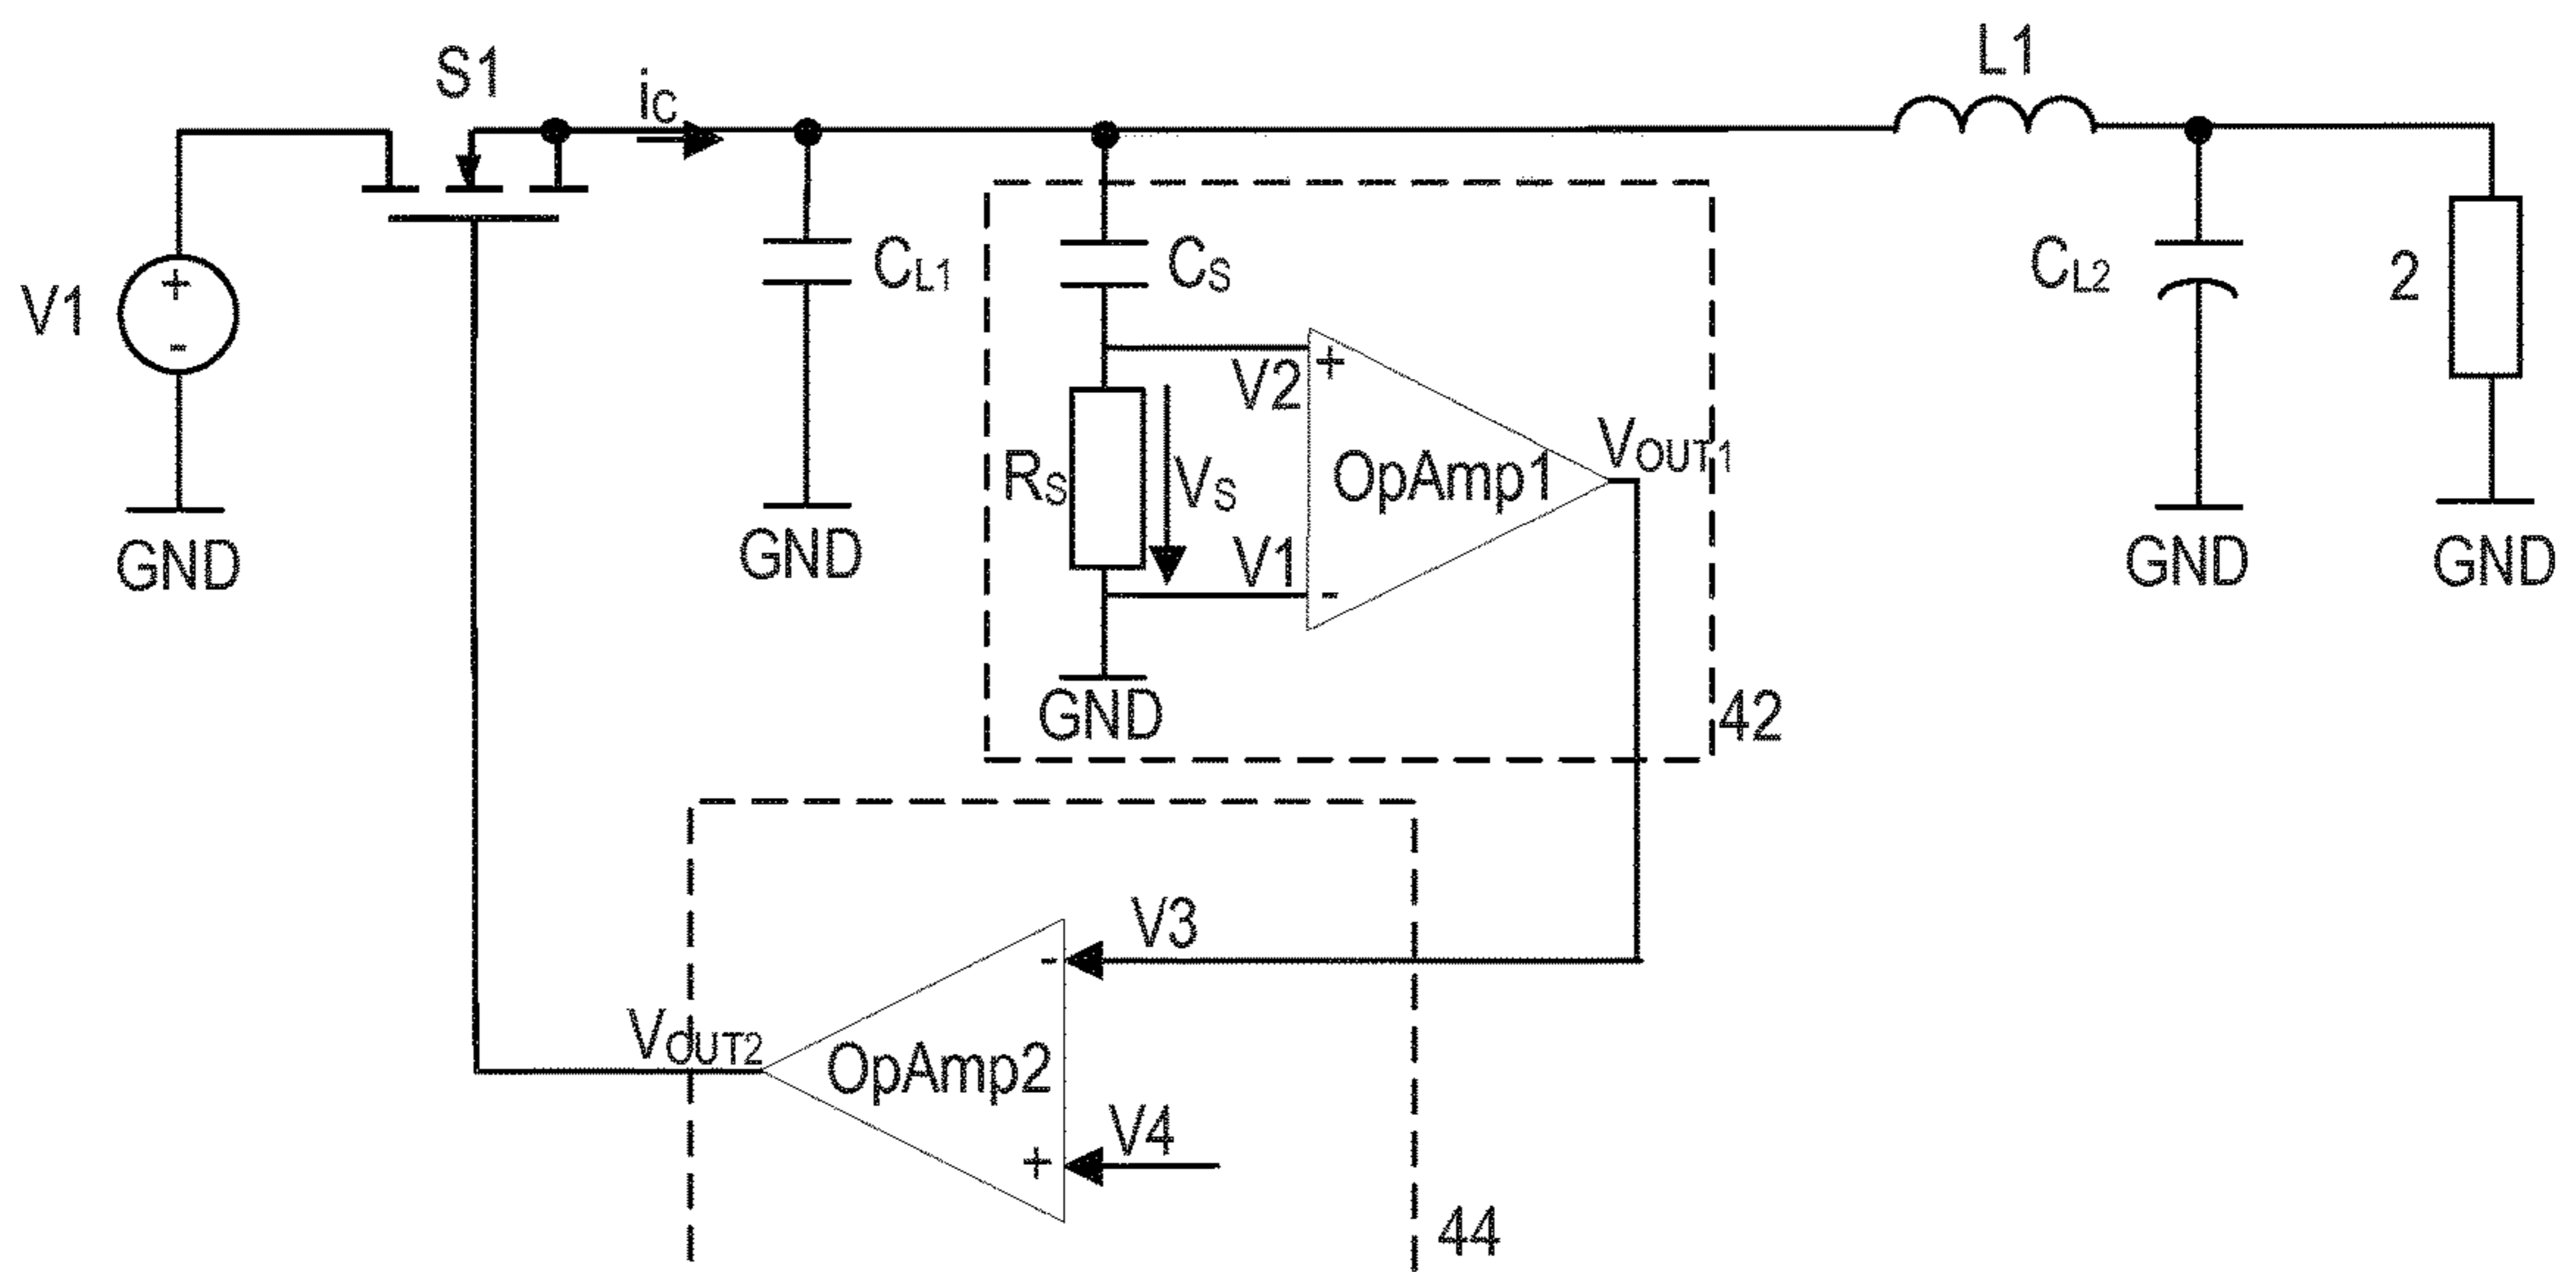 S1
iC
L1
V1
+
-
GND
CL1
GND
CS
RS
VS
V2
V1
+
-
OpAmp1
VOUT1
GND
42
CL2
GND
2
GND
V3
-
VOUT2
OpAmp2
V4
+
44